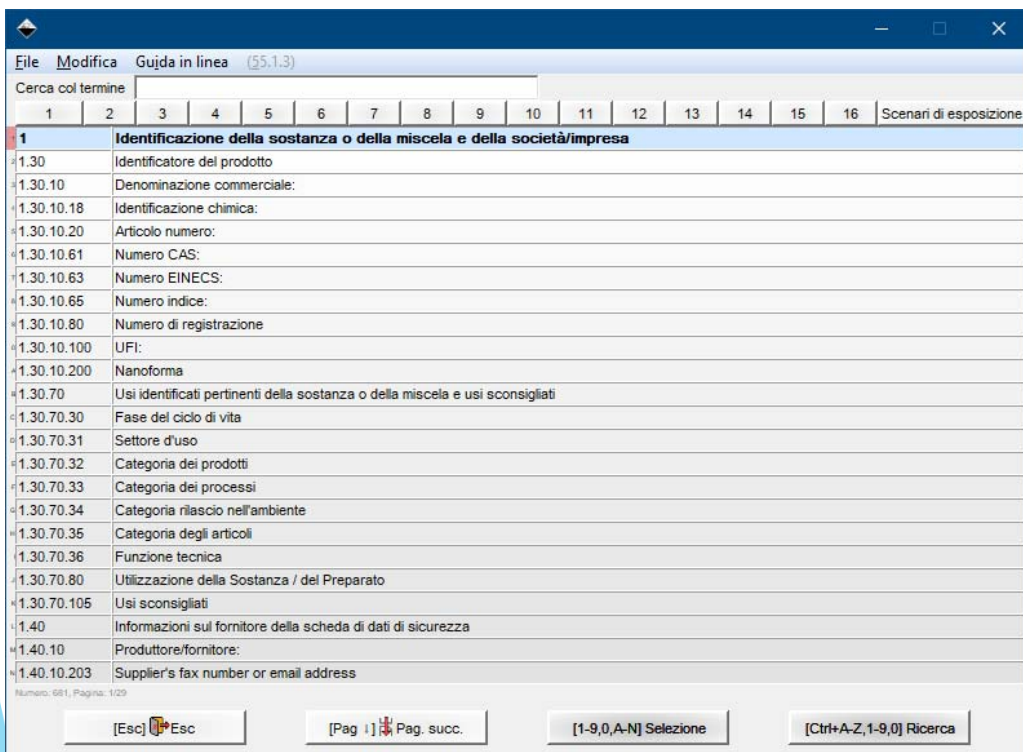 File Modifica Guida in linea (55.1.3)
Cerca col termine
1 2 3 4 5 6 7 8 9 10 11 12 13 14 15 16 Scenari di esposizione
1 1 Identificazione della sostanza o della miscela e della società/impresa
2 1.30 Identificatore del prodotto
3 1.30.10 Denominazione commerciale:
4 1.30.10.18 Identificazione chimica:
5 1.30.10.20 Articolo numero:
6 1.30.10.61 Numero CAS:
7 1.30.10.63 Numero EINECS:
8 1.30.10.65 Numero indice:
9 1.30.10.80 Numero di registrazione
0 1.30.10.100 UFI:
A 1.30.10.200 Nanoforma
B 1.30.70 Usi identificati pertinenti della sostanza o della miscela e usi sconsigliati
C 1.30.70.30 Fase del ciclo di vita
D 1.30.70.31 Settore d'uso
E 1.30.70.32 Categoria dei prodotti
F 1.30.70.33 Categoria dei processi
G 1.30.70.34 Categoria rilascio nell'ambiente
H 1.30.70.35 Categoria degli articoli
I 1.30.70.36 Funzione tecnica
J 1.30.70.80 Utilizzazione della Sostanza / del Preparato
K 1.30.70.105 Usi sconsigliati
L 1.40 Informazioni sul fornitore della scheda di dati di sicurezza
M 1.40.10 Produttore/fornitore:
N 1.40.10.203 Supplier's fax number or email address
Numero: 681, Pagina: 1/29
[Esc] Esc [Pag ↓] Pag. succ. [1-9,0,A-N] Selezione [Ctrl+A-Z,1-9,0] Ricerca